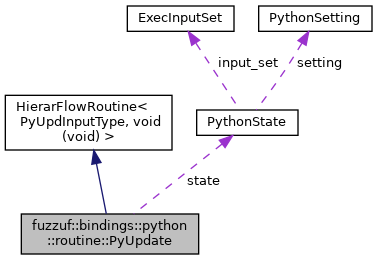 ExecInputSet
PythonSetting
input_set
setting
HierarFlowRoutine<
PyUpdInputType, void
(void) >
PythonState
state
fuzzuf::bindings::python
::routine::PyUpdate